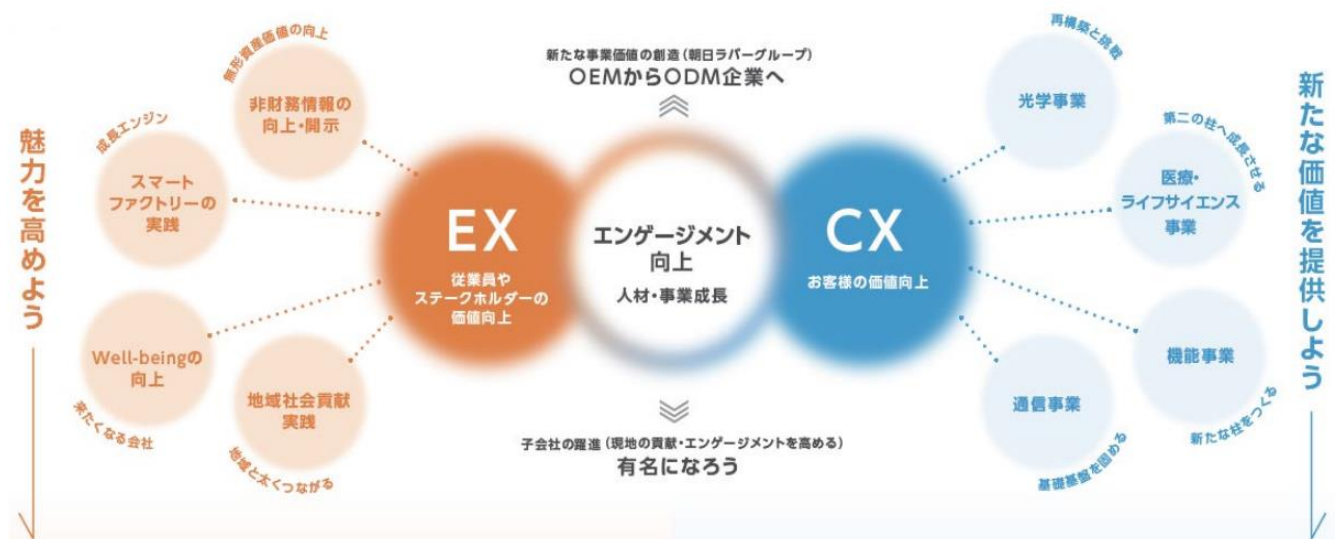 魅力を高めよう
無形資産価値の向上
非財務情報の
向上・開示
成長エンジン
スマート
ファクトリーの
実践
Well-beingの
向上
来たくなる会社
地域社会貢献
実践
地域と太くつながる
EX
従業員や
ステークホルダーの
価値向上
新たな事業価値の創造(朝日ラバーグループ)
OEMからODM企業へ
エンゲージメント
向上
人材・事業成長
子会社の躍進(現地の貢献・エンゲージメントを高める)
有名になろう
CX
お客様の価値向上
再構築と挑戦
光学事業
第二の柱へ成長させる
医療・
ライフサイエンス
事業
機能事業
新たな柱をつくる
通信事業
基礎基盤を固める
新たな価値を提供しよう